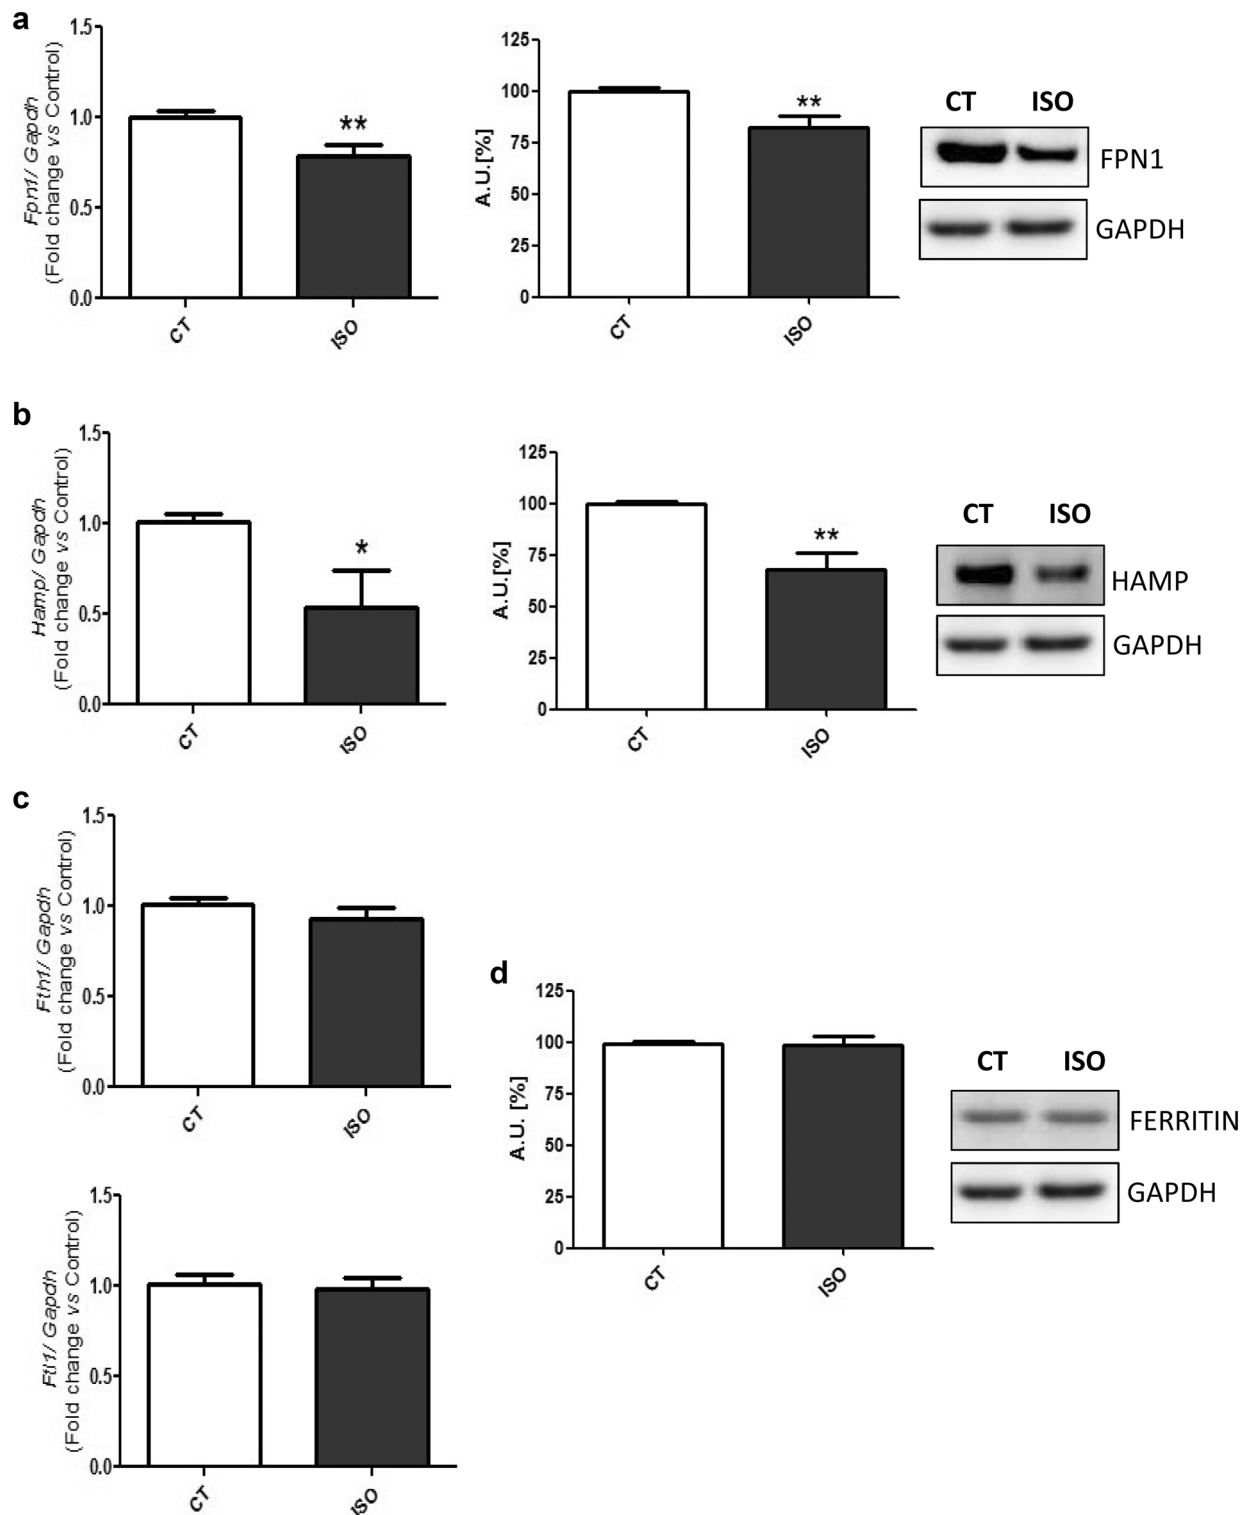 a
Fpn1/ Gapdh
(Fold change vs Control)
1.5
1.0
0.5
0.0
**
CT
ISO
A.U.[%]
125
100
75
50
25
0
**
CT
ISO
CT ISO
FPN1
GAPDH
b
Hamp/ Gapdh
(Fold change vs Control)
1.5
1.0
0.5
0.0
*
CT
ISO
A.U.[%]
125
100
75
50
25
0
**
CT
ISO
CT ISO
HAMP
GAPDH
c
Fth1/ Gapdh
(Fold change vs Control)
1.5
1.0
0.5
0.0
CT
ISO
d
A.U. [%]
125
100
75
50
25
0
CT
ISO
CT ISO
FERRITIN
GAPDH
Ftl1/ Gapdh
(Fold change vs Control)
1.5
1.0
0.5
0.0
CT
ISO